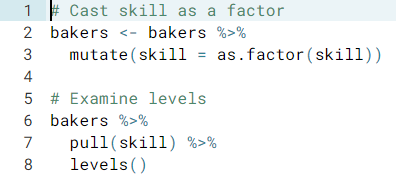 1 # Cast skill as a factor
2 bakers <- bakers %>%
3   mutate(skill = as.factor(skill))
4
5 # Examine levels
6 bakers %>%
7   pull(skill) %>%
8   levels()